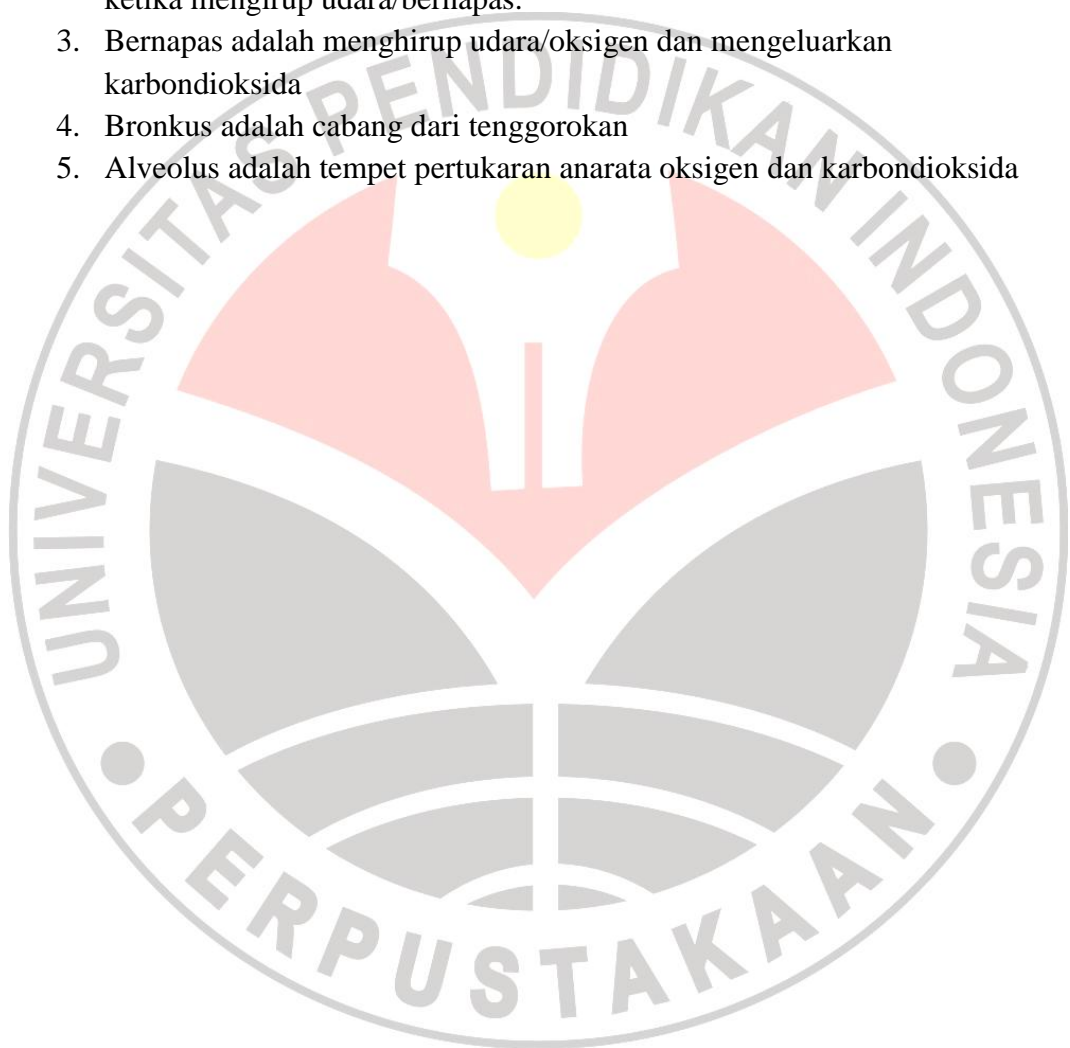 ketika mengirup udara/bernapas.
3. Bernapas adalah menghirup udara/oksigen dan mengeluarkan
karbondioksida
4. Bronkus adalah cabang dari tenggorokan
5. Alveolus adalah tempet pertukaran anarata oksigen dan karbondioksida
UNIVERSITAS PENDIDIKAN INDONESIA
PERPUSTAKAAN